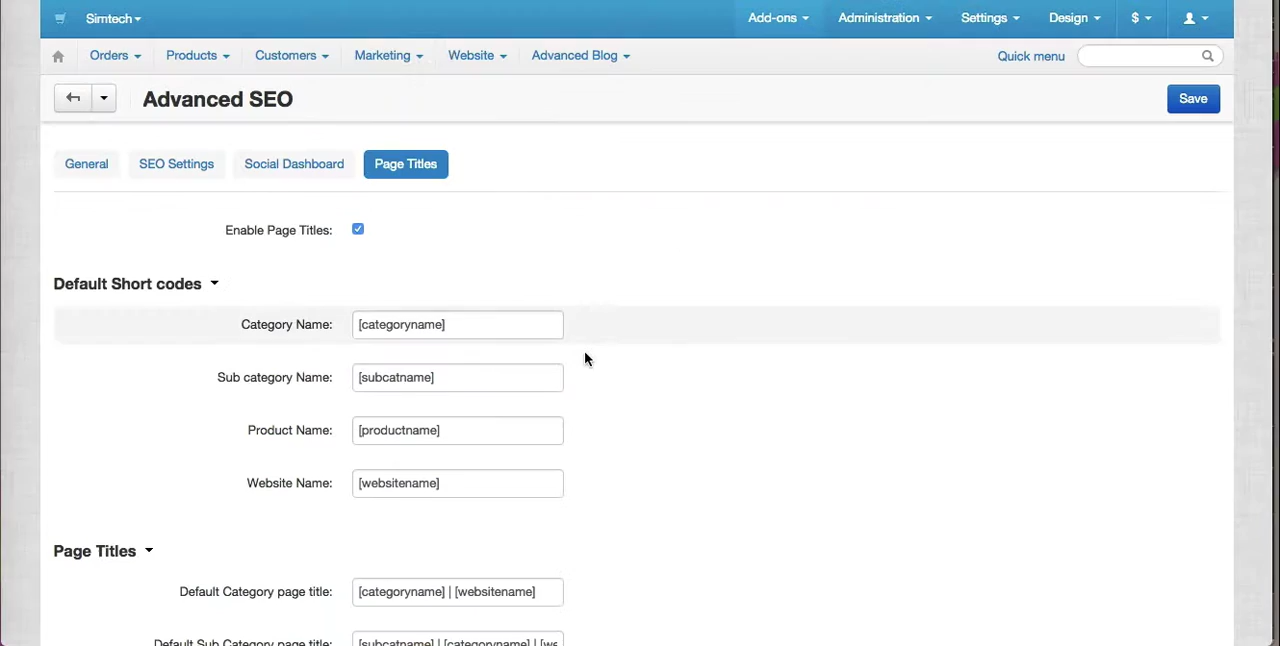 Simtech Add-ons Administration Settings Design $
Orders Products Customers Marketing Website Advanced Blog Quick menu
Advanced SEO Save
General SEO Settings Social Dashboard Page Titles
Enable Page Titles:
Default Short codes
Category Name: [categoryname]
Sub category Name: [subcatname]
Product Name: [productname]
Website Name: [websitename]
Page Titles
Default Category page title: [categoryname] | [websitename]
Default Sub Category page title: [subcatname] | [categoryname] | [we